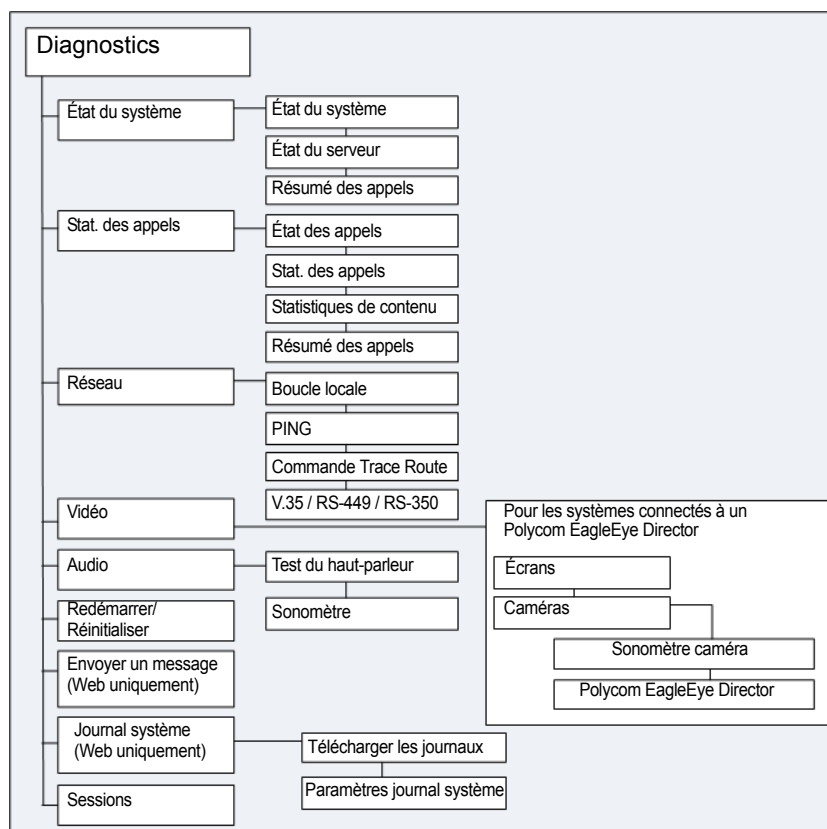 Diagnostics
État du système
État du système
État du serveur
Résumé des appels
Stat. des appels
État des appels
Stat. des appels
Statistiques de contenu
Résumé des appels
Réseau
Boucle locale
PING
Commande Trace Route
V.35 / RS-449 / RS-350
Vidéo
Pour les systèmes connectés à un
Polycom EagleEye Director
Écrans
Caméras
Sonomètre caméra
Polycom EagleEye Director
Audio
Test du haut-parleur
Sonomètre
Redémarrer/
Réinitialiser
Envoyer un message
(Web uniquement)
Journal système
(Web uniquement)
Télécharger les journaux
Paramètres journal système
Sessions